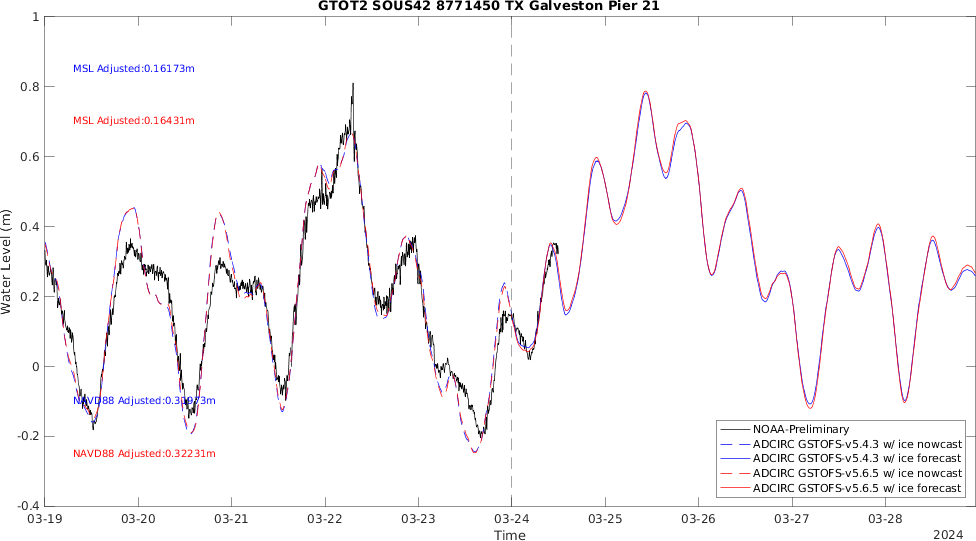 GTOT2 SOUS42 8771450 TX Galveston Pier 21
1
0.8
0.6
0.4
0.2
0
-0.2
-0.4
Water Level (m)
MSL Adjusted:0.16173m
MSL Adjusted:0.16431m
NAVD88 Adjusted:
NAVD88 Adjusted:0.32231m
NOAA-Preliminary
ADCIRC GSTOFS-v5.4.3 w/ ice nowcast
ADCIRC GSTOFS-v5.4.3 w/ ice forecast
ADCIRC GSTOFS-v5.6.5 w/ ice nowcast
ADCIRC GSTOFS-v5.6.5 w/ ice forecast
03-19
03-20
03-21
03-22
03-23
03-24
03-25
03-26
03-27
03-28
Time
2024